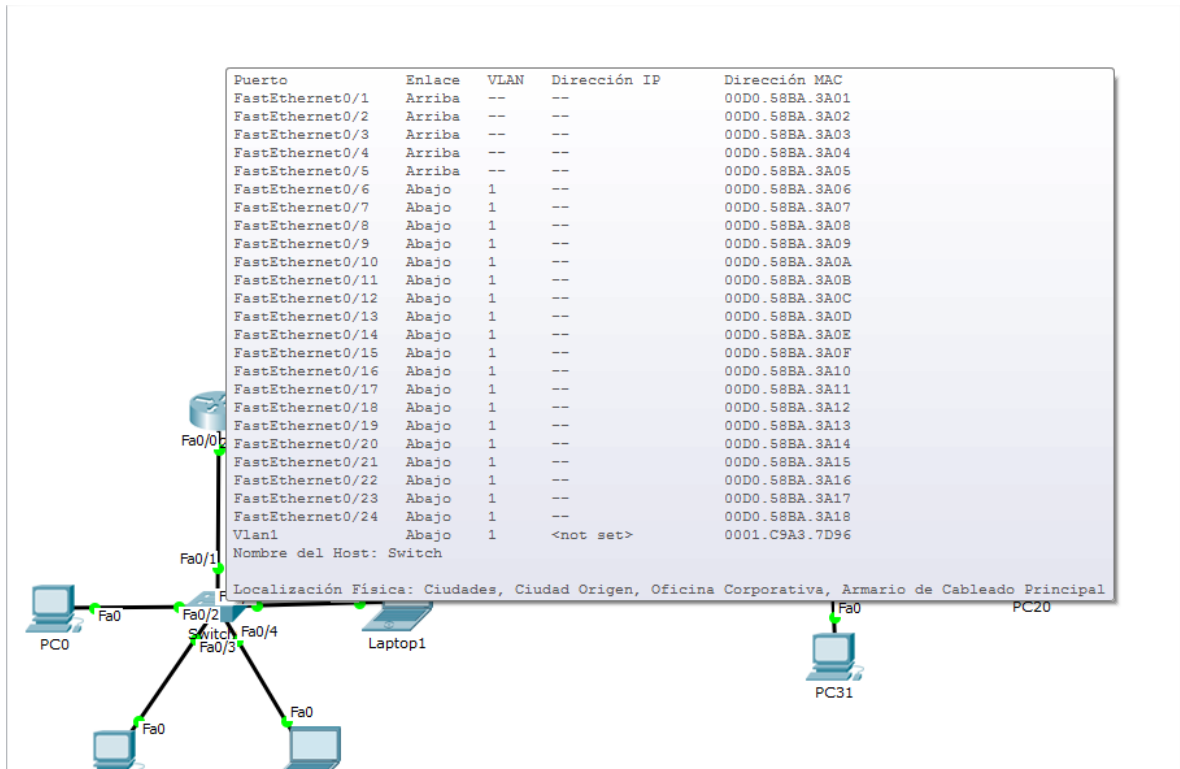 Puerto Enlace VLAN Dirección IP Dirección MAC
FastEthernet0/1 Arriba -- -- 00D0.58BA.3A01
FastEthernet0/2 Arriba -- -- 00D0.58BA.3A02
FastEthernet0/3 Arriba -- -- 00D0.58BA.3A03
FastEthernet0/4 Arriba -- -- 00D0.58BA.3A04
FastEthernet0/5 Arriba -- -- 00D0.58BA.3A05
FastEthernet0/6 Abajo 1 -- 00D0.58BA.3A06
FastEthernet0/7 Abajo 1 -- 00D0.58BA.3A07
FastEthernet0/8 Abajo 1 -- 00D0.58BA.3A08
FastEthernet0/9 Abajo 1 -- 00D0.58BA.3A09
FastEthernet0/10 Abajo 1 -- 00D0.58BA.3A0A
FastEthernet0/11 Abajo 1 -- 00D0.58BA.3A0B
FastEthernet0/12 Abajo 1 -- 00D0.58BA.3A0C
FastEthernet0/13 Abajo 1 -- 00D0.58BA.3A0D
FastEthernet0/14 Abajo 1 -- 00D0.58BA.3A0E
FastEthernet0/15 Abajo 1 -- 00D0.58BA.3A0F
FastEthernet0/16 Abajo 1 -- 00D0.58BA.3A10
FastEthernet0/17 Abajo 1 -- 00D0.58BA.3A11
FastEthernet0/18 Abajo 1 -- 00D0.58BA.3A12
FastEthernet0/19 Abajo 1 -- 00D0.58BA.3A13
FastEthernet0/20 Abajo 1 -- 00D0.58BA.3A14
FastEthernet0/21 Abajo 1 -- 00D0.58BA.3A15
FastEthernet0/22 Abajo 1 -- 00D0.58BA.3A16
FastEthernet0/23 Abajo 1 -- 00D0.58BA.3A17
FastEthernet0/24 Abajo 1 -- 00D0.58BA.3A18
Vlan1 Abajo 1 <not set> 0001.C9A3.7D96
Nombre del Host: Switch
Localización Física: Ciudades, Ciudad Origen, Oficina Corporativa, Armario de Cableado Principal
Fa0/0
Fa0/1
Fa0
Fa0/2
Switch
Fa0/4
Fa0/3
PC0
Laptop1
Fa0
Fa0
Fa0
PC20
PC31